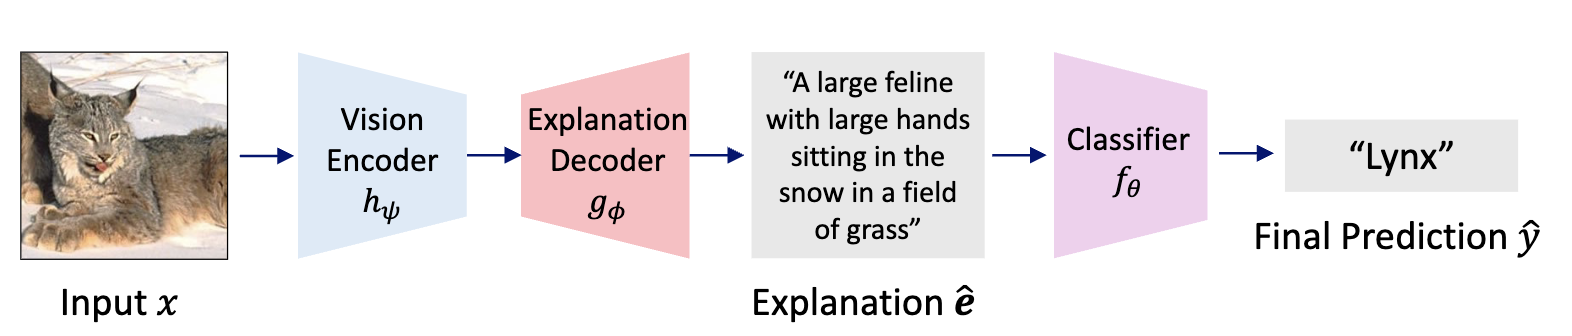 Vision
Encoder
hψ
Explanation
Decoder
gϕ
“A large feline
with large hands
sitting in the
snow in a field
of grass”
Classifier
fθ
“Lynx”
Input x
Explanation ê
Final Prediction ŷ